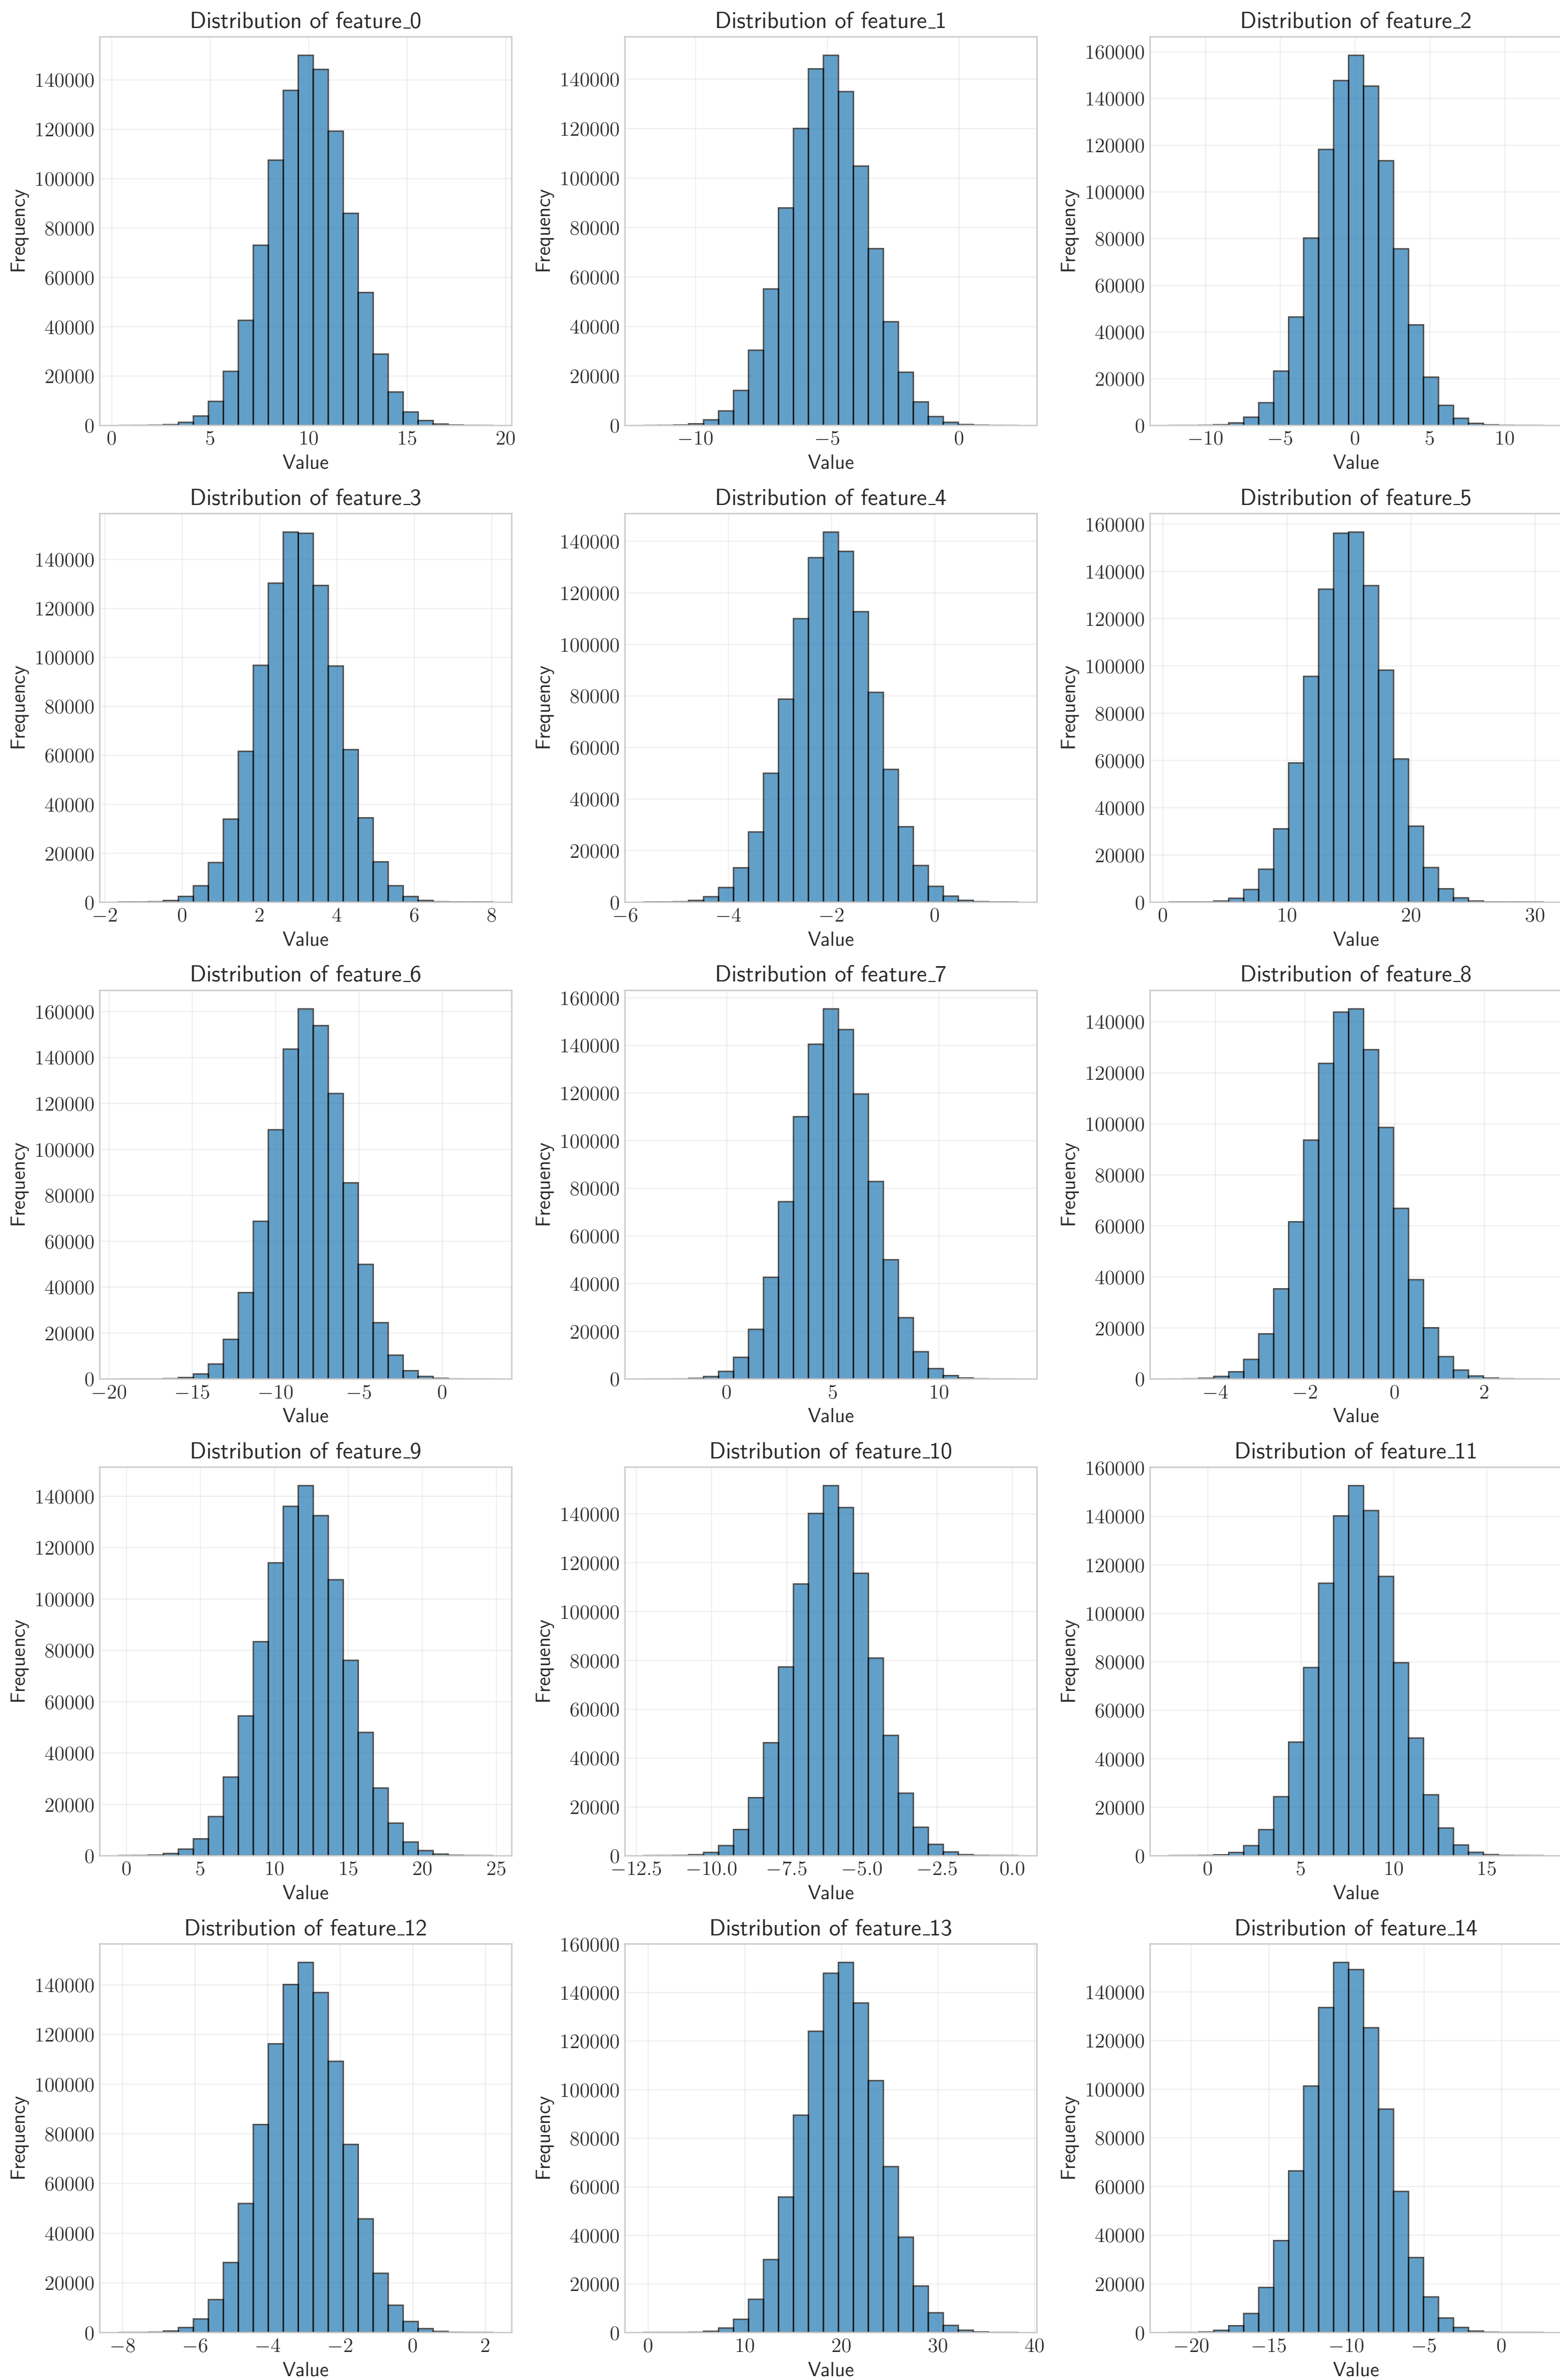 Distribution of feature_0
Frequency
140000
120000
100000
80000
60000
40000
20000
0
0 5 10 15 20
Value
Distribution of feature_1
Frequency
140000
120000
100000
80000
60000
40000
20000
0
−10 −5 0
Value
Distribution of feature_2
Frequency
160000
140000
120000
100000
80000
60000
40000
20000
0
−10 −5 0 5 10
Value
Distribution of feature_3
Frequency
140000
120000
100000
80000
60000
40000
20000
0
−2 0 2 4 6 8
Value
Distribution of feature_4
Frequency
140000
120000
100000
80000
60000
40000
20000
0
−6 −4 −2 0
Value
Distribution of feature_5
Frequency
160000
140000
120000
100000
80000
60000
40000
20000
0
0 10 20 30
Value
Distribution of feature_6
Frequency
160000
140000
120000
100000
80000
60000
40000
20000
0
−20 −15 −10 −5 0
Value
Distribution of feature_7
Frequency
160000
140000
120000
100000
80000
60000
40000
20000
0
0 5 10
Value
Distribution of feature_8
Frequency
140000
120000
100000
80000
60000
40000
20000
0
−4 −2 0 2
Value
Distribution of feature_9
Frequency
140000
120000
100000
80000
60000
40000
20000
0
0 5 10 15 20 25
Value
Distribution of feature_10
Frequency
140000
120000
100000
80000
60000
40000
20000
0
−12.5 −10.0 −7.5 −5.0 −2.5 0.0
Value
Distribution of feature_11
Frequency
160000
140000
120000
100000
80000
60000
40000
20000
0
0 5 10 15
Value
Distribution of feature_12
Frequency
140000
120000
100000
80000
60000
40000
20000
0
−8 −6 −4 −2 0 2
Value
Distribution of feature_13
Frequency
160000
140000
120000
100000
80000
60000
40000
20000
0
0 10 20 30 40
Value
Distribution of feature_14
Frequency
140000
120000
100000
80000
60000
40000
20000
0
−20 −15 −10 −5 0
Value